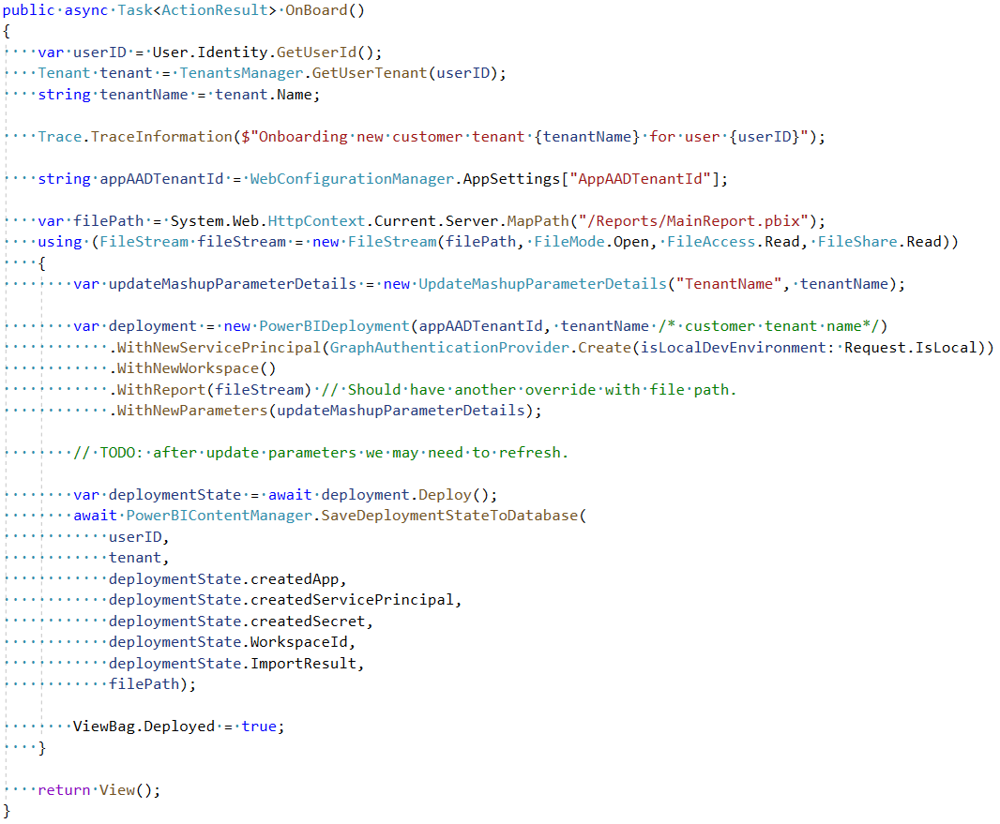 public async Task<ActionResult> OnBoard()
{
    var userID = User.Identity.GetUserId();
    Tenant tenant = TenantsManager.GetUserTenant(userID);
    string tenantName = tenant.Name;

    Trace.TraceInformation($"Onboarding new customer tenant {tenantName} for user {userID}");

    string appAADTenantId = WebConfigurationManager.AppSettings["AppAADTenantId"];

    var filePath = System.Web.HttpContext.Current.Server.MapPath("/Reports/MainReport.pbix");
    using (FileStream fileStream = new FileStream(filePath, FileMode.Open, FileAccess.Read, FileShare.Read))
    {
        var updateMashupParameterDetails = new UpdateMashupParameterDetails("TenantName", tenantName);

        var deployment = new PowerBIDeployment(appAADTenantId, tenantName /* customer tenant name*/)
            .WithNewServicePrincipal(GraphAuthenticationProvider.Create(isLocalDevEnvironment: Request.IsLocal))
            .WithNewWorkspace()
            .WithReport(fileStream) // Should have another override with file path.
            .WithNewParameters(updateMashupParameterDetails);

        // TODO: after update parameters we may need to refresh.

        var deploymentState = await deployment.Deploy();
        await PowerBIContentManager.SaveDeploymentStateToDatabase(
            userID,
            tenant,
            deploymentState.createdApp,
            deploymentState.createdServicePrincipal,
            deploymentState.createdSecret,
            deploymentState.WorkspaceId,
            deploymentState.ImportResult,
            filePath);

        ViewBag.Deployed = true;
    }

    return View();
}